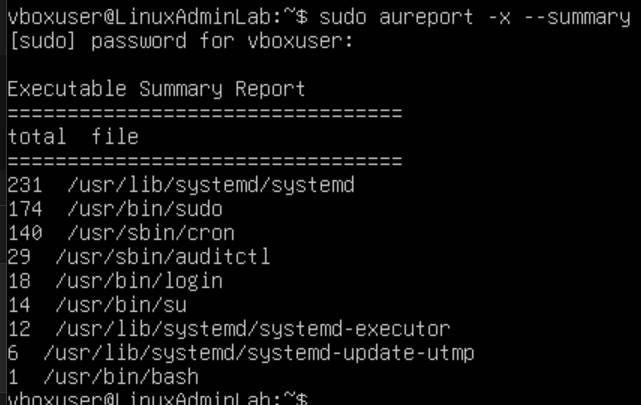 vboxuser@LinuxAdminLab:~$ sudo aureport -x --summary
[sudo] password for vboxuser:
Executable Summary Report
=================================
total  file
=================================
231  /usr/lib/systemd/systemd
174  /usr/bin/sudo
140  /usr/sbin/cron
29  /usr/sbin/auditctl
18  /usr/bin/login
14  /usr/bin/su
12  /usr/lib/systemd/systemd-executor
6  /usr/lib/systemd/systemd-update-utmp
1  /usr/bin/bash
vboxuser@LinuxAdminLab:~$